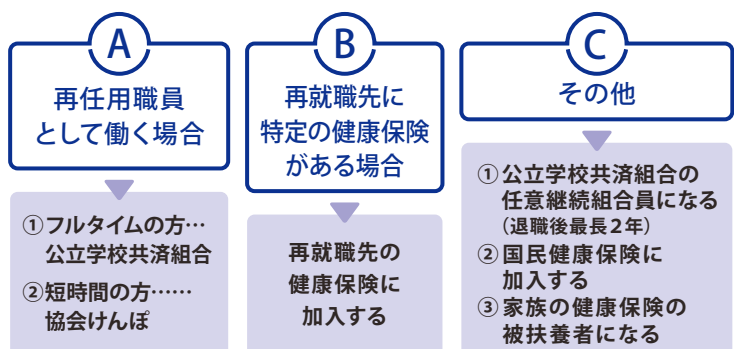 A
再任用職員
として働く場合
①フルタイムの方…
公立学校共済組合
②短時間の方……
協会けんぽ
B
再就職先に
特定の健康保険
がある場合
再就職先の
健康保険に
加入する
C
その他
①公立学校共済組合の
任意継続組合員になる
(退職後最長2年)
②国民健康保険に
加入する
③家族の健康保険の
被扶養者になる